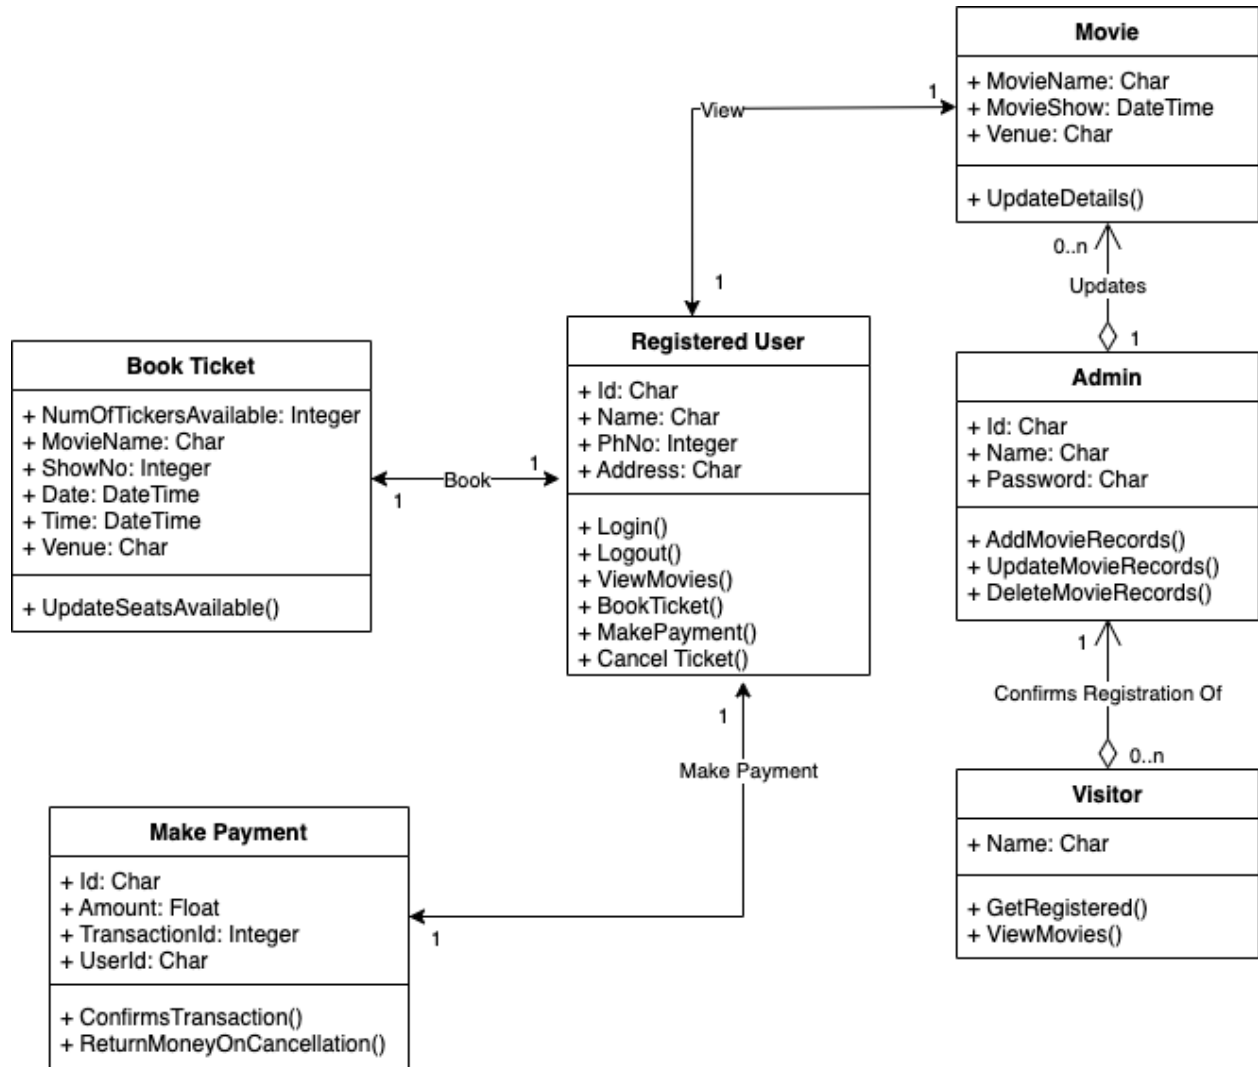 Movie
+ MovieName: Char
+ MovieShow: DateTime
+ Venue: Char
+ UpdateDetails()
1
View
1
0..n
Updates
1
Registered User
+ Id: Char
+ Name: Char
+ PhNo: Integer
+ Address: Char
+ Login()
+ Logout()
+ ViewMovies()
+ BookTicket()
+ MakePayment()
+ Cancel Ticket()
Book Ticket
+ NumOfTickersAvailable: Integer
+ MovieName: Char
+ ShowNo: Integer
+ Date: DateTime
+ Time: DateTime
+ Venue: Char
+ UpdateSeatsAvailable()
1
Book
1
Admin
+ Id: Char
+ Name: Char
+ Password: Char
+ AddMovieRecords()
+ UpdateMovieRecords()
+ DeleteMovieRecords()
1
Confirms Registration Of
0..n
Visitor
+ Name: Char
+ GetRegistered()
+ ViewMovies()
1
Make Payment
1
Make Payment
+ Id: Char
+ Amount: Float
+ TransactionId: Integer
+ UserId: Char
+ ConfirmsTransaction()
+ ReturnMoneyOnCancellation()